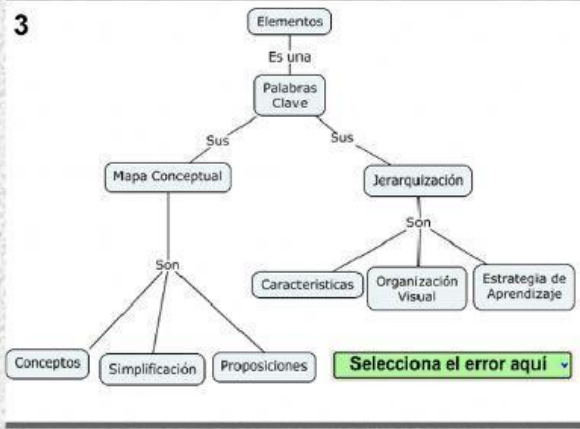 3
Elementos
Es una
Palabras
Clave
Sus
Sus
Mapa Conceptual
Jerarquización
Son
Son
Caracteristicas
Organización
Visual
Estrategia de
Aprendizaje
Conceptos
Simplificación
Proposiciones
Selecciona el error aquí